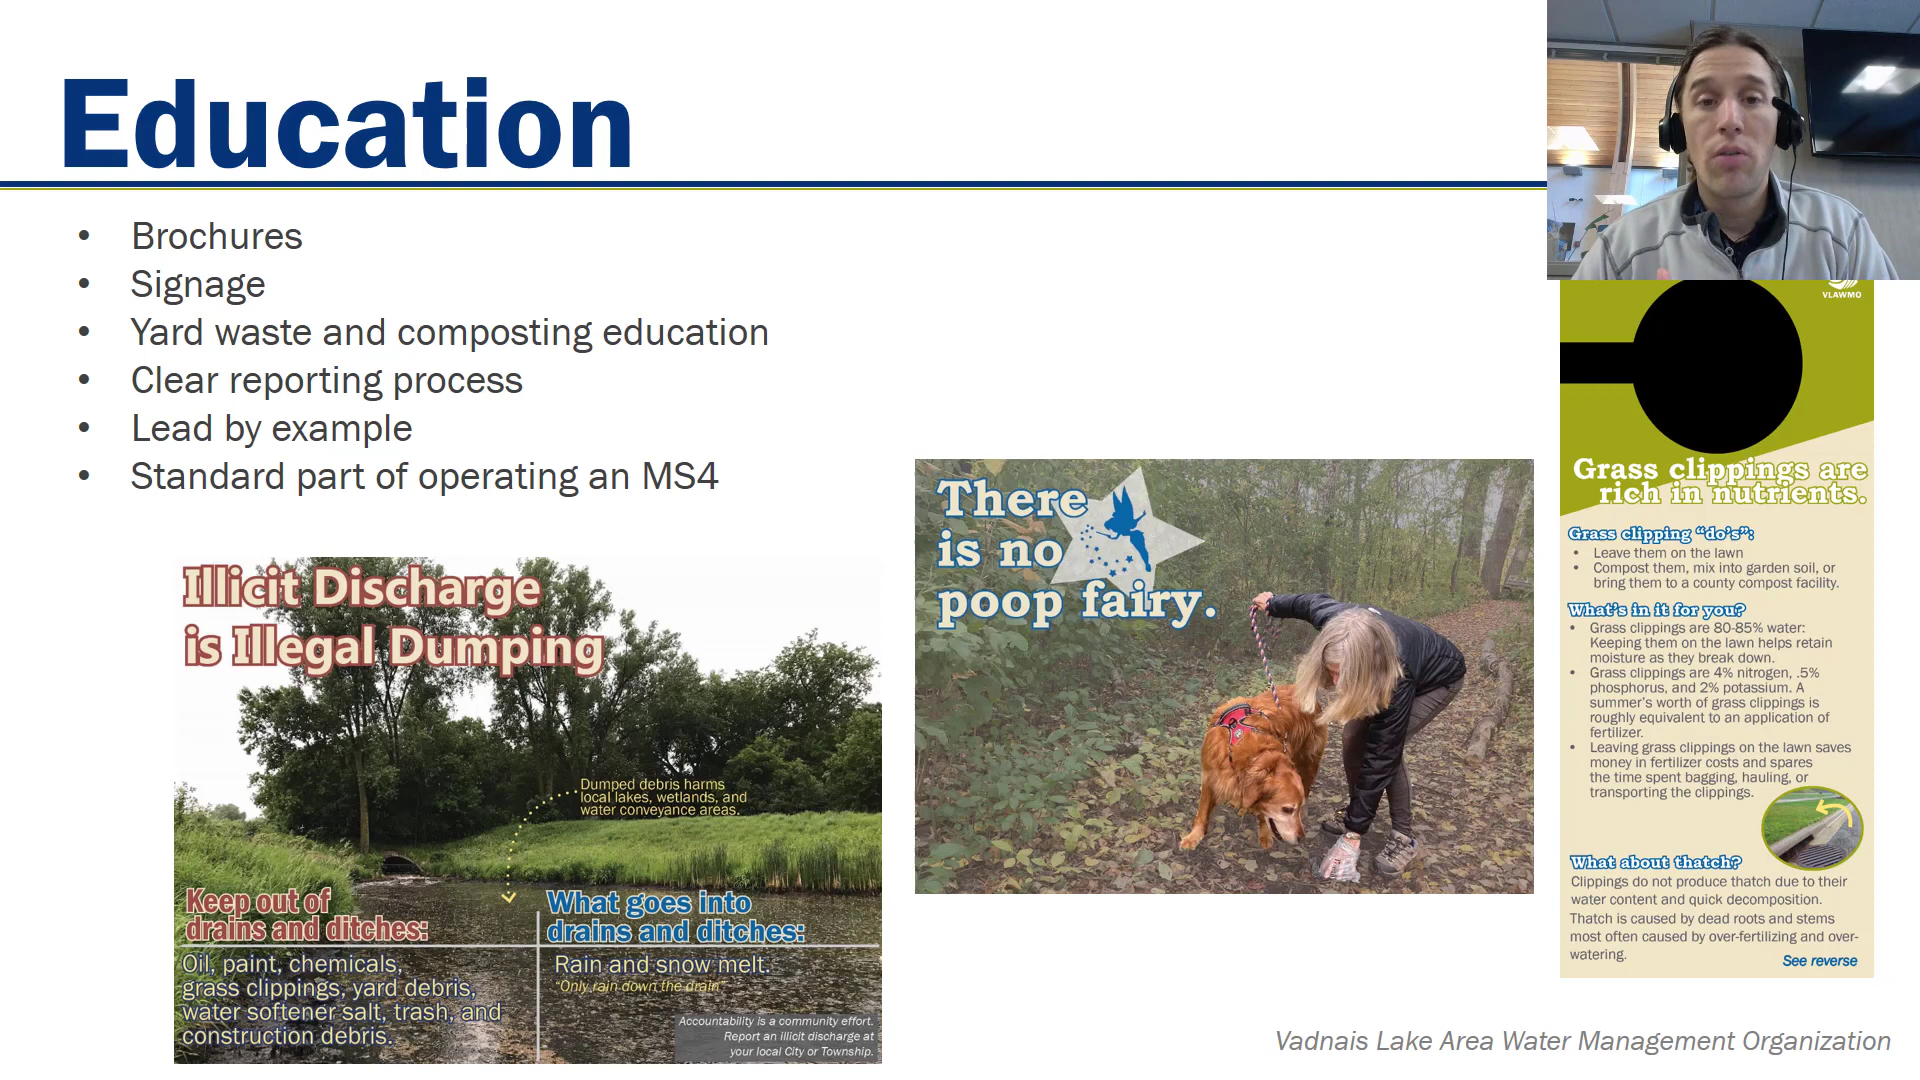 Education
• Brochures
• Signage
• Yard waste and composting education
• Clear reporting process
• Lead by example
• Standard part of operating an MS4
Illicit Discharge
is Illegal Dumping
Dumped debris harms
local lakes, wetlands, and
water conveyance areas.
Keep out of
drains and ditches:
Oil, paint, chemicals,
grass clippings, yard debris,
water softener salt, trash, and
construction debris.
What goes into
drains and ditches:
Rain and snow melt.
"Only rain down the drain"
Accountability is a community effort.
Report an illicit discharge at
your local City or Township.
There
is no
poop fairy.
VLAWMO
Grass clippings are
rich in nutrients.
Grass clipping "do's":
• Leave them on the lawn
• Compost them, mix into garden soil, or
bring them to a county compost facility.
What's in it for you?
• Grass clippings are 80-85% water:
Keeping them on the lawn helps retain
moisture as they break down.
• Grass clippings are 4% nitrogen, .5%
phosphorus, and 2% potassium. A
summer's worth of grass clippings is
roughly equivalent to an application of
fertilizer.
• Leaving grass clippings on the lawn saves
money in fertilizer costs and spares
the time spent bagging, hauling, or
transporting the clippings.
What about thatch?
Clippings do not produce thatch due to their
water content and quick decomposition.
Thatch is caused by dead roots and stems
most often caused by over-fertilizing and over-
watering.
See reverse
Vadnais Lake Area Water Management Organization